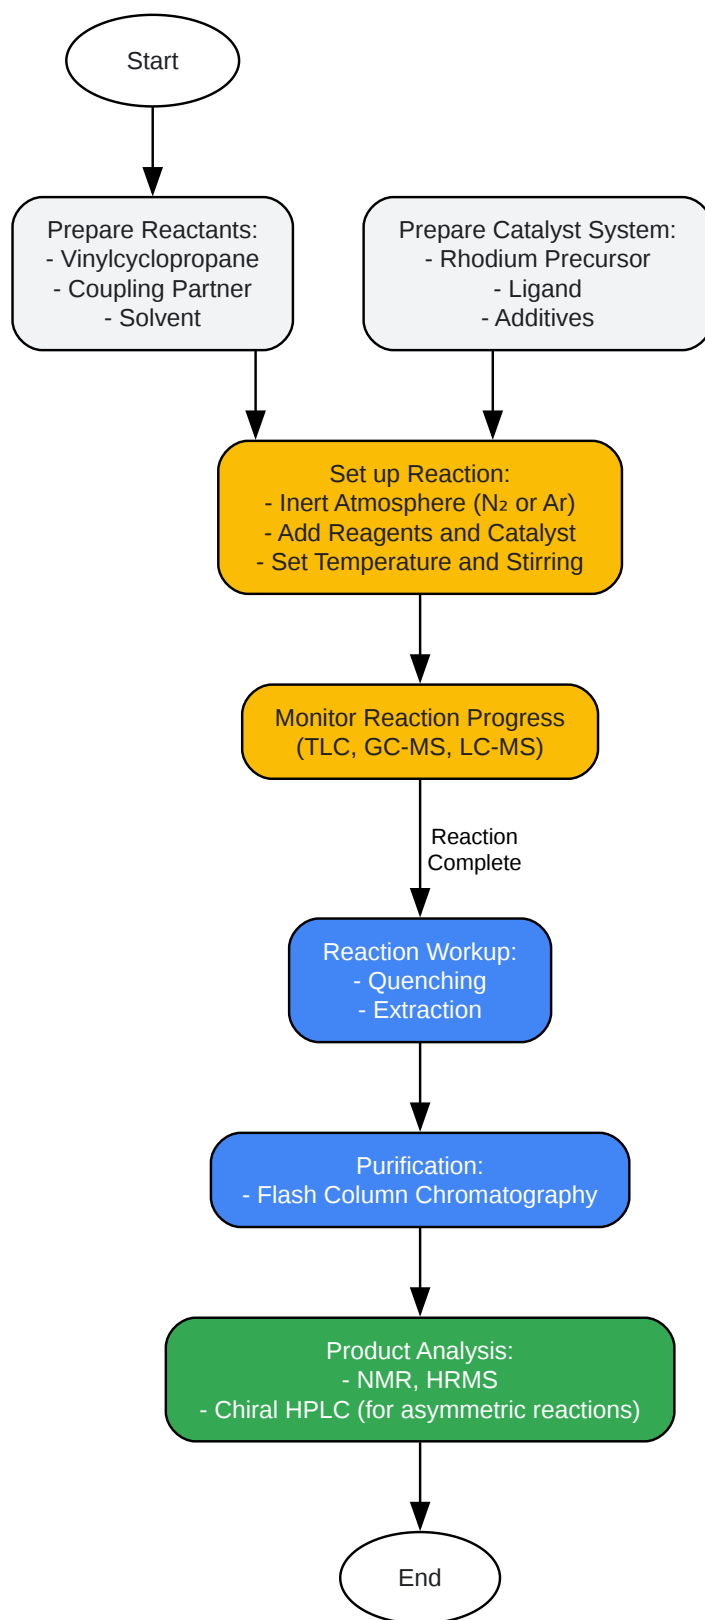 Start
Prepare Reactants:
- Vinylcyclopropane
- Coupling Partner
- Solvent
Prepare Catalyst System:
- Rhodium Precursor
- Ligand
- Additives
Set up Reaction:
- Inert Atmosphere (N₂ or Ar)
- Add Reagents and Catalyst
- Set Temperature and Stirring
Monitor Reaction Progress
(TLC, GC-MS, LC-MS)
Reaction
Complete
Reaction Workup:
- Quenching
- Extraction
Purification:
- Flash Column Chromatography
Product Analysis:
- NMR, HRMS
- Chiral HPLC (for asymmetric reactions)
End